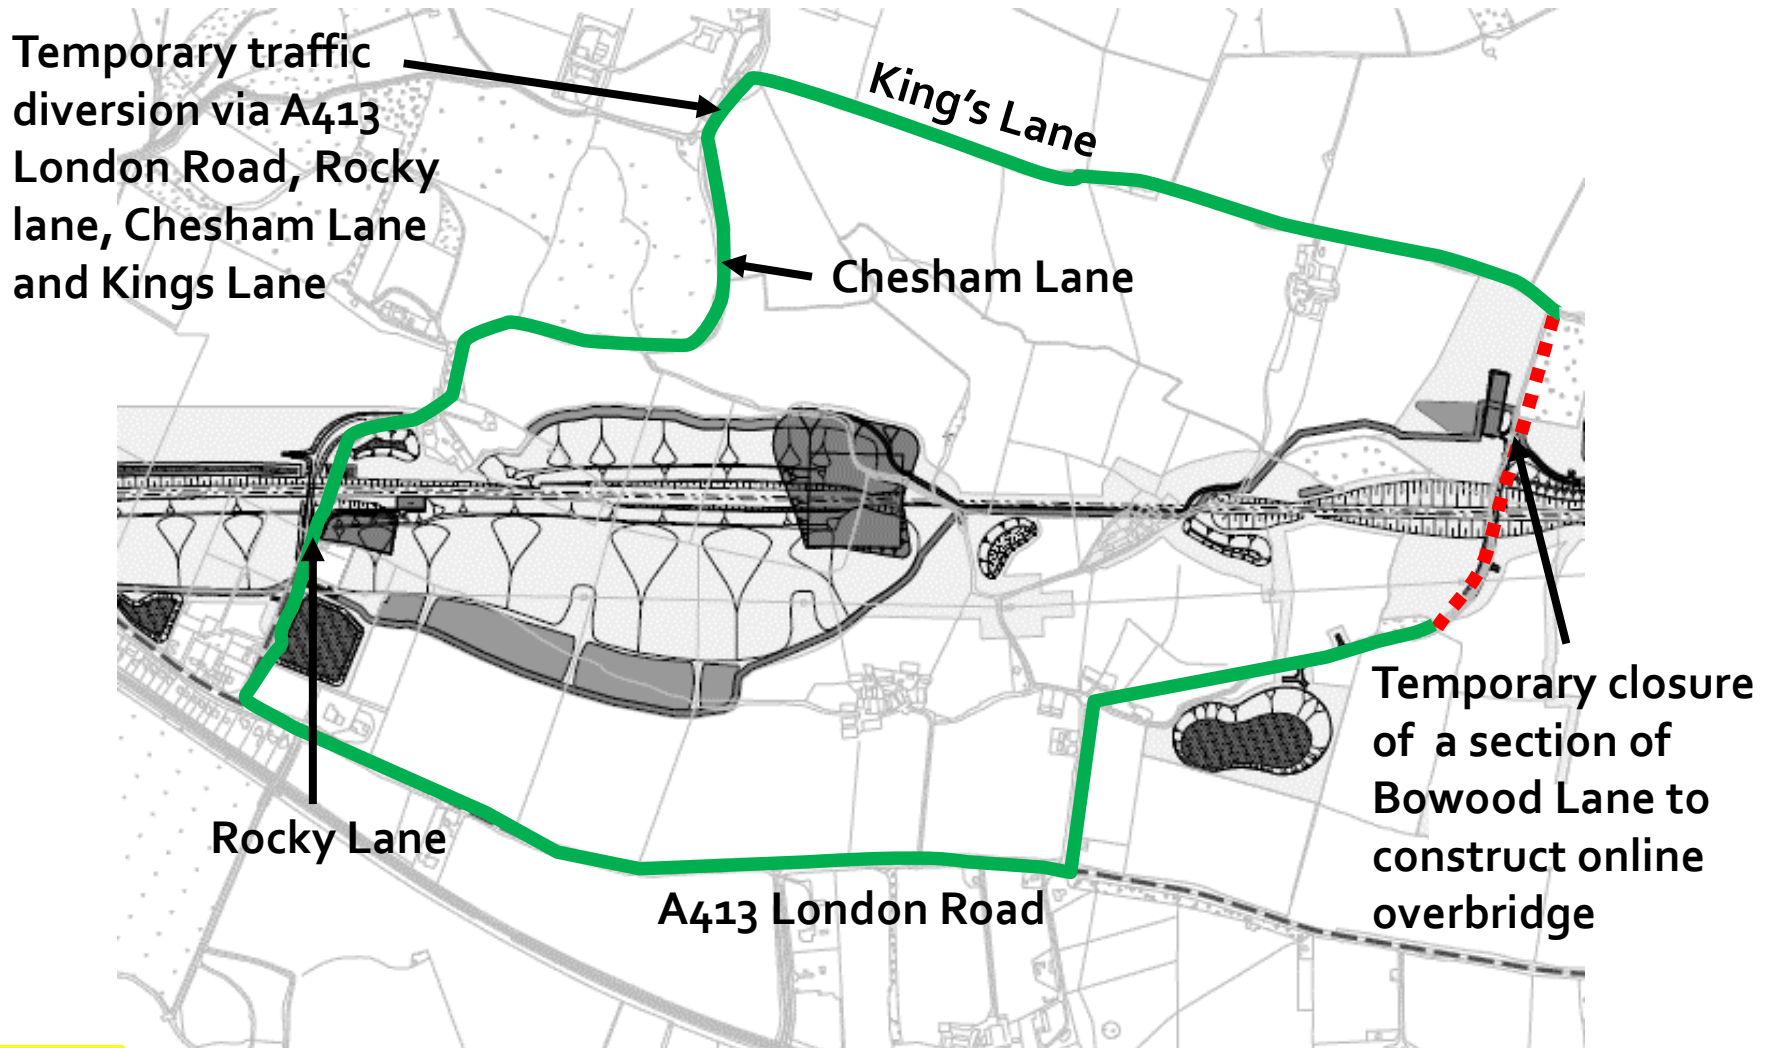 Temporary traffic
diversion via A413
London Road, Rocky
lane, Chesham Lane
and Kings Lane
King's Lane
Chesham Lane
Temporary closure
of a section of
Bowood Lane to
construct online
overbridge
Rocky Lane
A413 London Road